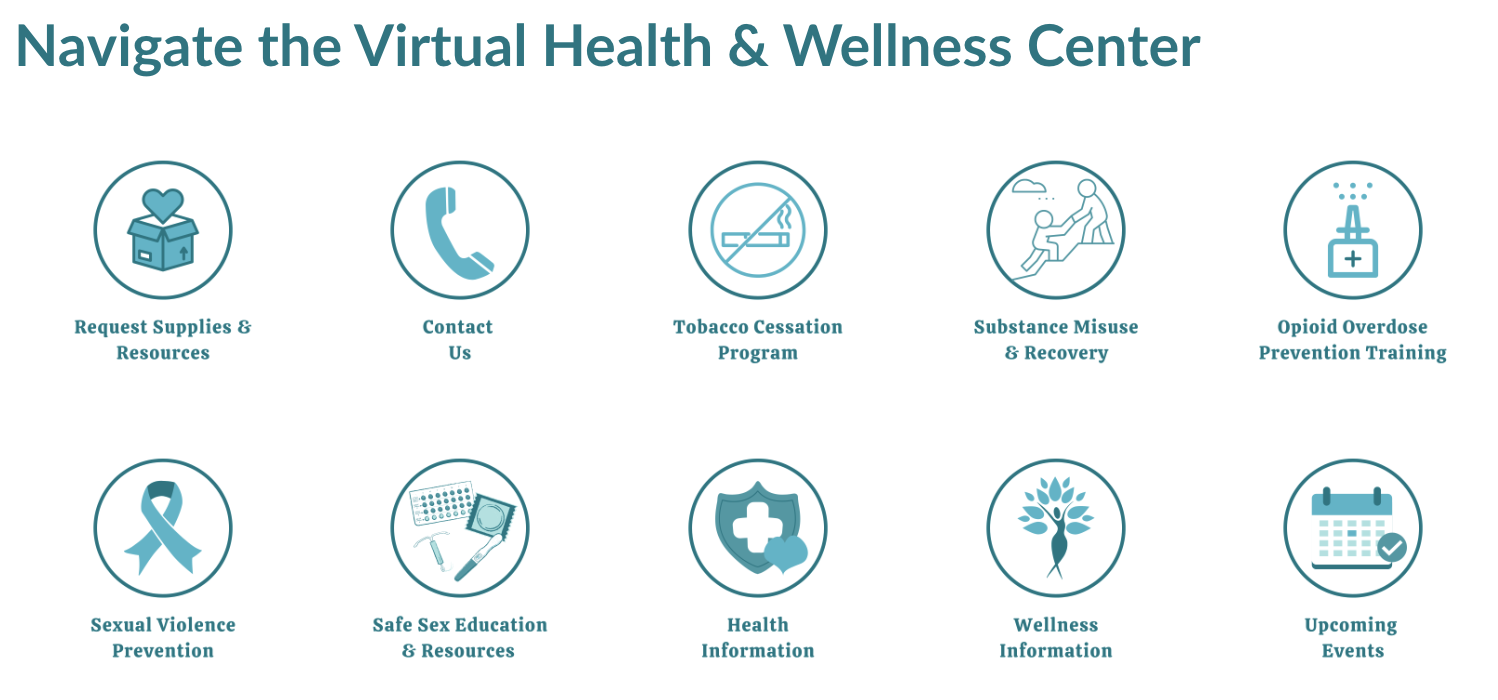 Navigate the Virtual Health & Wellness Center
Request Supplies &
Resources
Contact
Us
Tobacco Cessation
Program
Substance Misuse
& Recovery
Opioid Overdose
Prevention Training
Sexual Violence
Prevention
Safe Sex Education
& Resources
Health
Information
Wellness
Information
Upcoming
Events